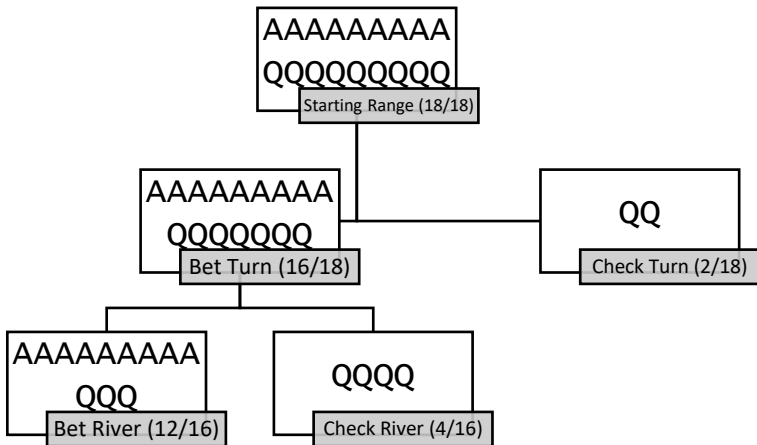 AAAAAAAAA
QQQQQQQQQ
Starting Range (18/18)
AAAAAAAAA
QQQQQQQ
Bet Turn (16/18)
QQ
Check Turn (2/18)
AAAAAAAAA
QQQ
Bet River (12/16)
QQQQ
Check River (4/16)